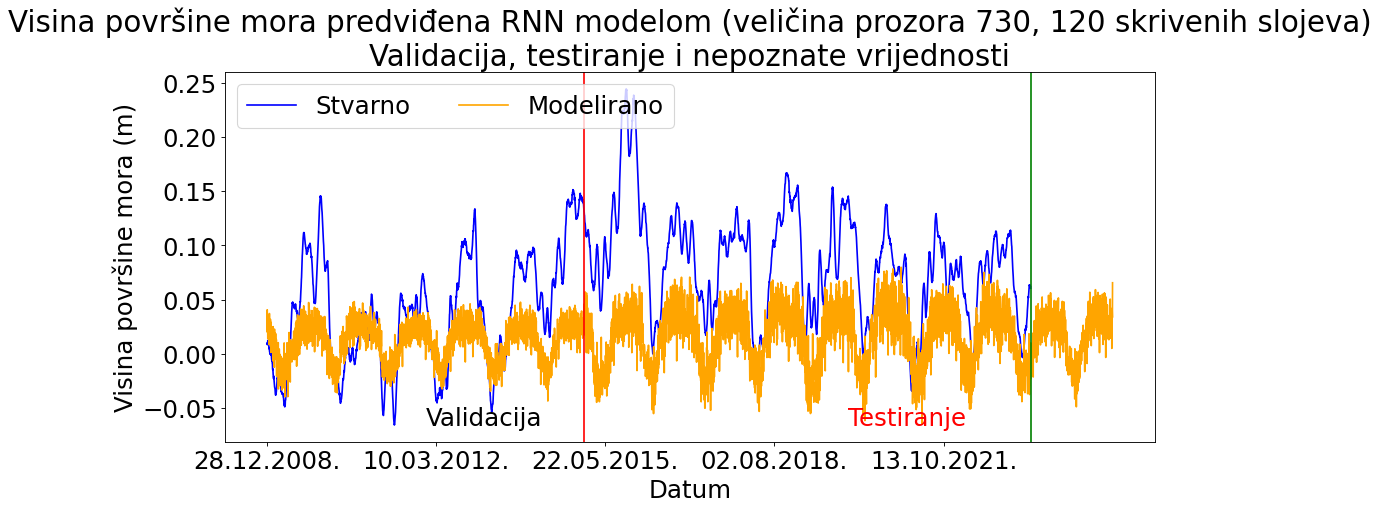 Visina površine mora predviđena RNN modelom (veličina prozora 730, 120 skrivenih slojeva)
Validacija, testiranje i nepoznate vrijednosti
Stvarno
Modelirano
Visina površine mora (m)
0.25
0.20
0.15
0.10
0.05
0.00
−0.05
Validacija
Testiranje
28.12.2008.
10.03.2012.
22.05.2015.
02.08.2018.
13.10.2021.
Datum